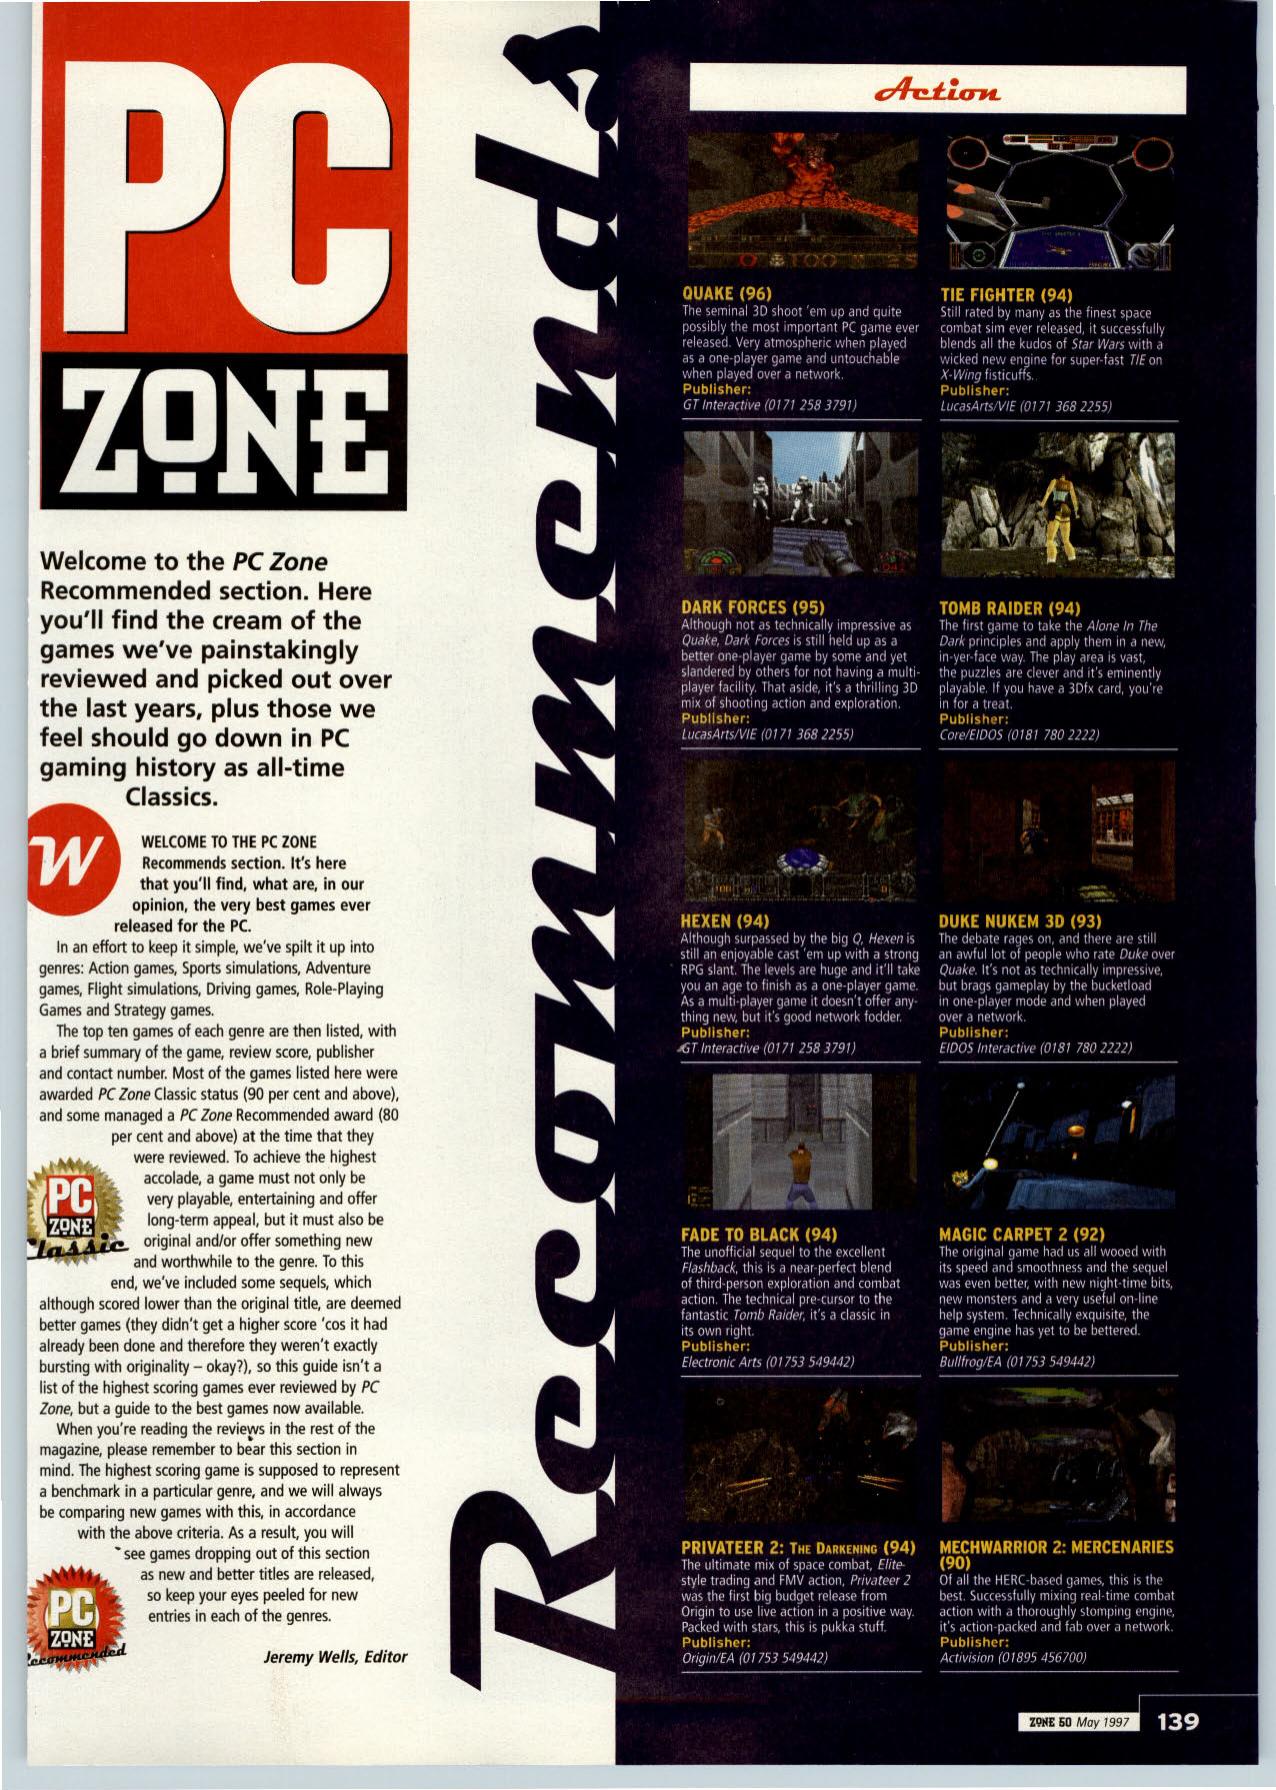 PC
ZONE
Recommends
Welcome to the PC Zone
Recommended section. Here
you'll find the cream of the
games we've painstakingly
reviewed and picked out over
the last years, plus those we
feel should go down in PC
gaming history as all-time
Classics.
W
WELCOME TO THE PC ZONE
Recommends section. It's here
that you'll find, what are, in our
opinion, the very best games ever
released for the PC.
In an effort to keep it simple, we've spilt it up into
genres: Action games, Sports simulations, Adventure
games, Flight simulations, Driving games, Role-Playing
Games and Strategy games.
The top ten games of each genre are then listed, with
a brief summary of the game, review score, publisher
and contact number. Most of the games listed here were
awarded PC Zone Classic status (90 per cent and above),
and some managed a PC Zone Recommended award (80
per cent and above) at the time that they
were reviewed. To achieve the highest
accolade, a game must not only be
very playable, entertaining and offer
long-term appeal, but it must also be
original and/or offer something new
and worthwhile to the genre. To this
end, we've included some sequels, which
although scored lower than the original title, are deemed
better games (they didn't get a higher score 'cos it had
already been done and therefore they weren't exactly
bursting with originality – okay?), so this guide isn't a
list of the highest scoring games ever reviewed by PC
Zone, but a guide to the best games now available.
When you're reading the reviews in the rest of the
magazine, please remember to bear this section in
mind. The highest scoring game is supposed to represent
a benchmark in a particular genre, and we will always
be comparing new games with this, in accordance
with the above criteria. As a result, you will
see games dropping out of this section
as new and better titles are released,
so keep your eyes peeled for new
entries in each of the genres.
Jeremy Wells, Editor
PC
ZONE
Classic
PC
ZONE
Recommended
Action
QUAKE (96)
The seminal 3D shoot 'em up and quite
possibly the most important PC game ever
released. Very atmospheric when played
as a one-player game and untouchable
when played over a network.
Publisher:
GT Interactive (0171 258 3791)
DARK FORCES (95)
Although not as technically impressive as
Quake, Dark Forces is still held up as a
better one-player game by some and yet
slandered by others for not having a multi-
player facility. That aside, it's a thrilling 3D
mix of shooting action and exploration.
Publisher:
LucasArts/VIE (0171 368 2255)
HEXEN (94)
Although surpassed by the big Q, Hexen is
still an enjoyable cast 'em up with a strong
RPG slant. The levels are huge and it'll take
you an age to finish as a one-player game.
As a multi-player game it doesn't offer any-
thing new, but it's good network fodder.
Publisher:
GT Interactive (0171 258 3791)
FADE TO BLACK (94)
The unofficial sequel to the excellent
Flashback, this is a near-perfect blend
of third-person exploration and combat
action. The technical pre-cursor to the
fantastic Tomb Raider, it's a classic in
its own right.
Publisher:
Electronic Arts (01753 549442)
PRIVATEER 2: THE DARKENING (94)
The ultimate mix of space combat, Elite-
style trading and FMV action, Privateer 2
was the first big budget release from
Origin to use live action in a positive way.
Packed with stars, this is pukka stuff.
Publisher:
Origin/EA (01753 549442)
TIE FIGHTER (94)
Still rated by many as the finest space
combat sim ever released, it successfully
blends all the kudos of Star Wars with a
wicked new engine for super-fast TIE on
X-Wing fisticuffs.
Publisher:
LucasArts/VIE (0171 368 2255)
TOMB RAIDER (94)
The first game to take the Alone In The
Dark principles and apply them in a new,
in-yer-face way. The play area is vast,
the puzzles are clever and it's eminently
playable. If you have a 3Dfx card, you're
in for a treat.
Publisher:
Core/EIDOS (0181 780 2222)
DUKE NUKEM 3D (93)
The debate rages on, and there are still
an awful lot of people who rate Duke over
Quake. It's not as technically impressive,
but brags gameplay by the bucketload
in one-player mode and when played
over a network.
Publisher:
EIDOS Interactive (0181 780 2222)
MAGIC CARPET 2 (92)
The original game had us all wooed with
its speed and smoothness and the sequel
was even better, with new night-time bits,
new monsters and a very useful on-line
help system. Technically exquisite, the
game engine has yet to be bettered.
Publisher:
Bullfrog/EA (01753 549442)
MECHWARRIOR 2: MERCENARIES
(90)
Of all the HERC-based games, this is the
best. Successfully mixing real-time combat
action with a thoroughly stomping engine,
it's action-packed and fab over a network.
Publisher:
Activision (01895 456700)
ZONE 50 May 1997 139